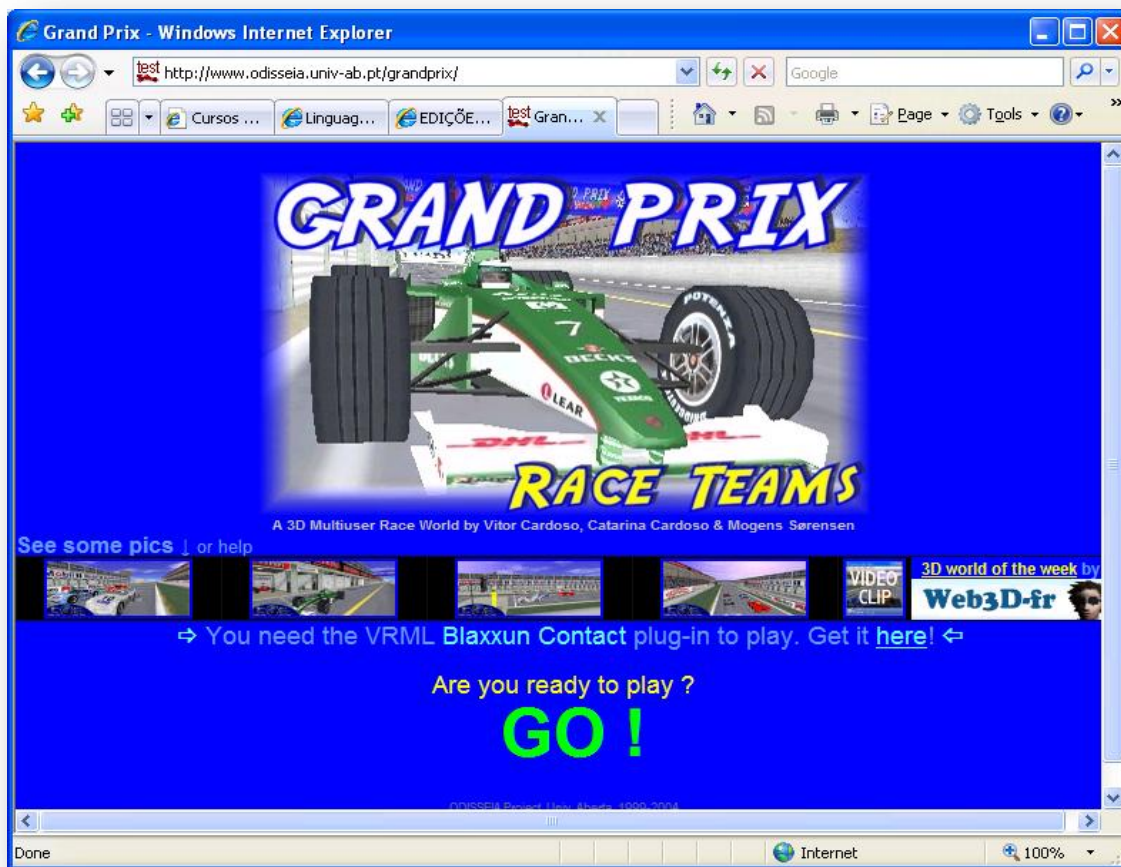 Grand Prix - Windows Internet Explorer
test http://www.odisseia.univ-ab.pt/grandprix/ Google
Cursos ... Linguag... EDIÇÕE... test Gran... X Page Tools »
GRAND PRIX
7
BECK'S
POTENZA
LEAR
TEXACO
BRIDGESTONE
DHL
RACE TEAMS
A 3D Multiuser Race World by Vitor Cardoso, Catarina Cardoso & Mogens Sørensen
See some pics ↓ or help
VIDEO CLIP
3D world of the week by
Web3D-fr
⇨ You need the VRML Blaxxun Contact plug-in to play. Get it here! ⇦
Are you ready to play ?
GO !
ODISSEIA Project, Univ. Aberta, 1999-2004
Done Internet 100%